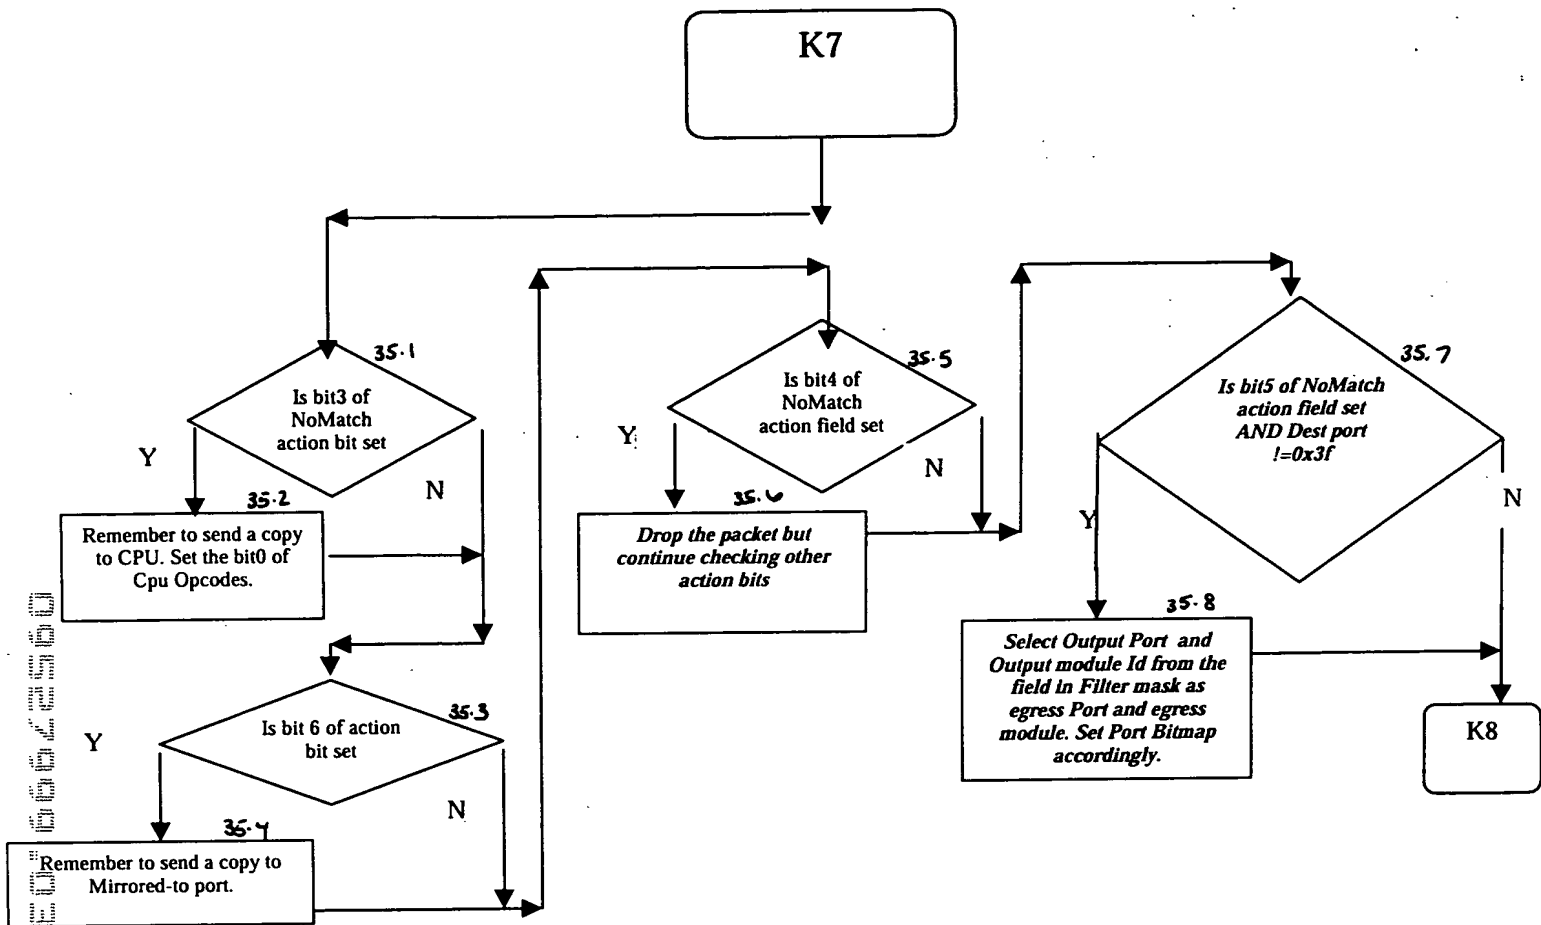 K7
35.1
Is bit3 of
NoMatch
action bit set
Y
N
35.2
Remember to send a copy
to CPU. Set the bit0 of
Cpu Opcodes.
35.3
Is bit 6 of action
bit set
Y
N
35.4
Remember to send a copy to
Mirrored-to port.
35.5
Is bit4 of
NoMatch
action field set
Y
N
35.6
Drop the packet but
continue checking other
action bits
35.7
Is bit5 of NoMatch
action field set
AND Dest port
!=0x3f
Y
N
35.8
Select Output Port and
Output module Id from the
field in Filter mask as
egress Port and egress
module. Set Port Bitmap
accordingly.
K8